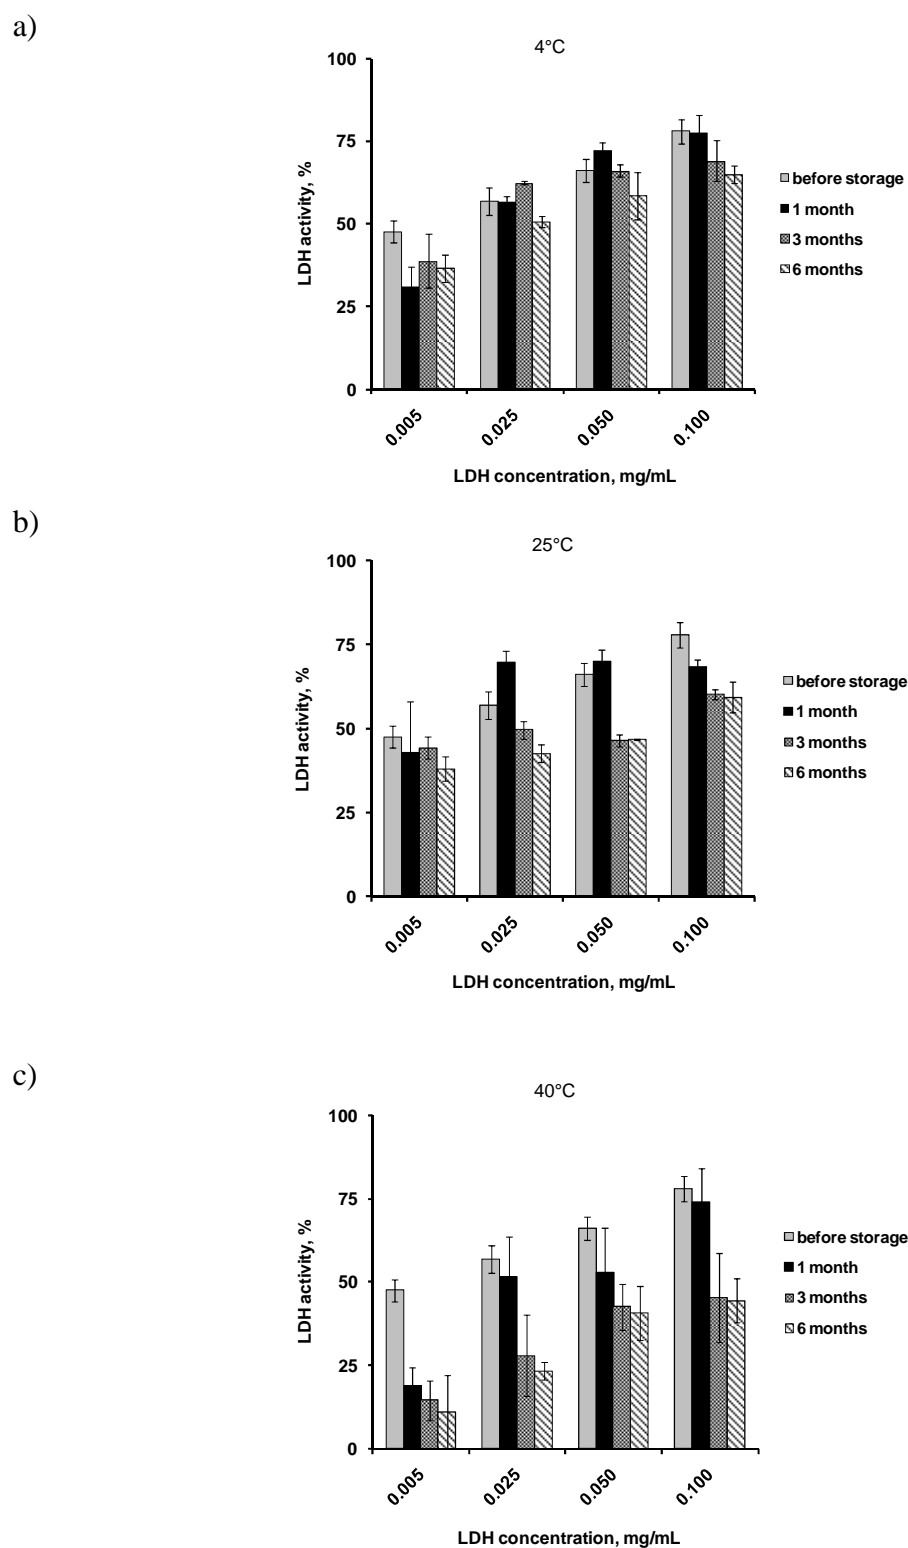 a)
4°C
100
75
50
25
0
LDH activity, %
0.005
0.025
0.050
0.100
LDH concentration, mg/mL
before storage
1 month
3 months
6 months
b)
25°C
100
75
50
25
0
LDH activity, %
0.005
0.025
0.050
0.100
LDH concentration, mg/mL
before storage
1 month
3 months
6 months
c)
40°C
100
75
50
25
0
LDH activity, %
0.005
0.025
0.050
0.100
LDH concentration, mg/mL
before storage
1 month
3 months
6 months